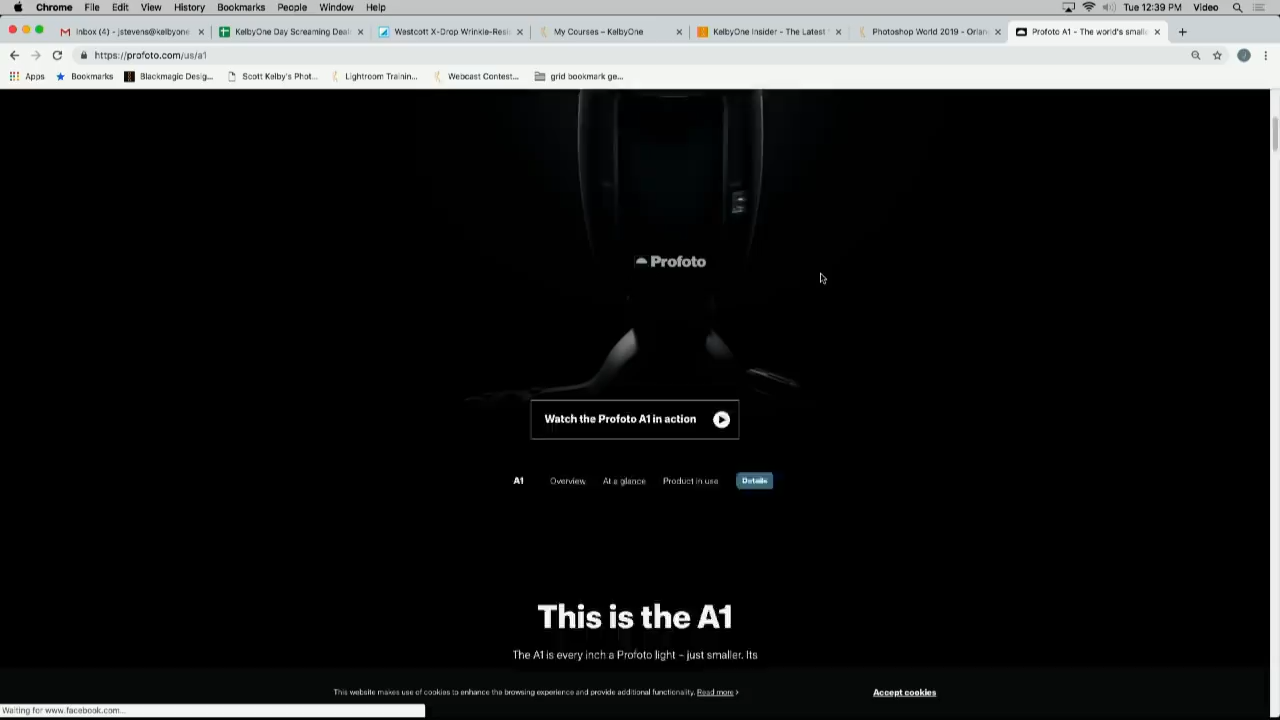 Chrome File Edit View History Bookmarks People Window Help Tue 12:39 PM Video
Inbox (4) - jstevens@kelbyone KelbyOne Day Screaming Deal Westcott X-Drop Wrinkle-Resi My Courses – KelbyOne KelbyOne Insider - The Latest Photoshop World 2019 - Orlan Profoto A1 - The world's small
https://profoto.com/us/a1
Apps Bookmarks Blackmagic Desig... Scott Kelby's Phot... Lightroom Trainin... Webcast Contest... grid bookmark ge...
Profoto
Watch the Profoto A1 in action
A1 Overview At a glance Product in use Details
This is the A1
The A1 is every inch a Profoto light – just smaller. Its
This website makes use of cookies to enhance the browsing experience and provide additional functionality. Read more › Accept cookies
Waiting for www.facebook.com...